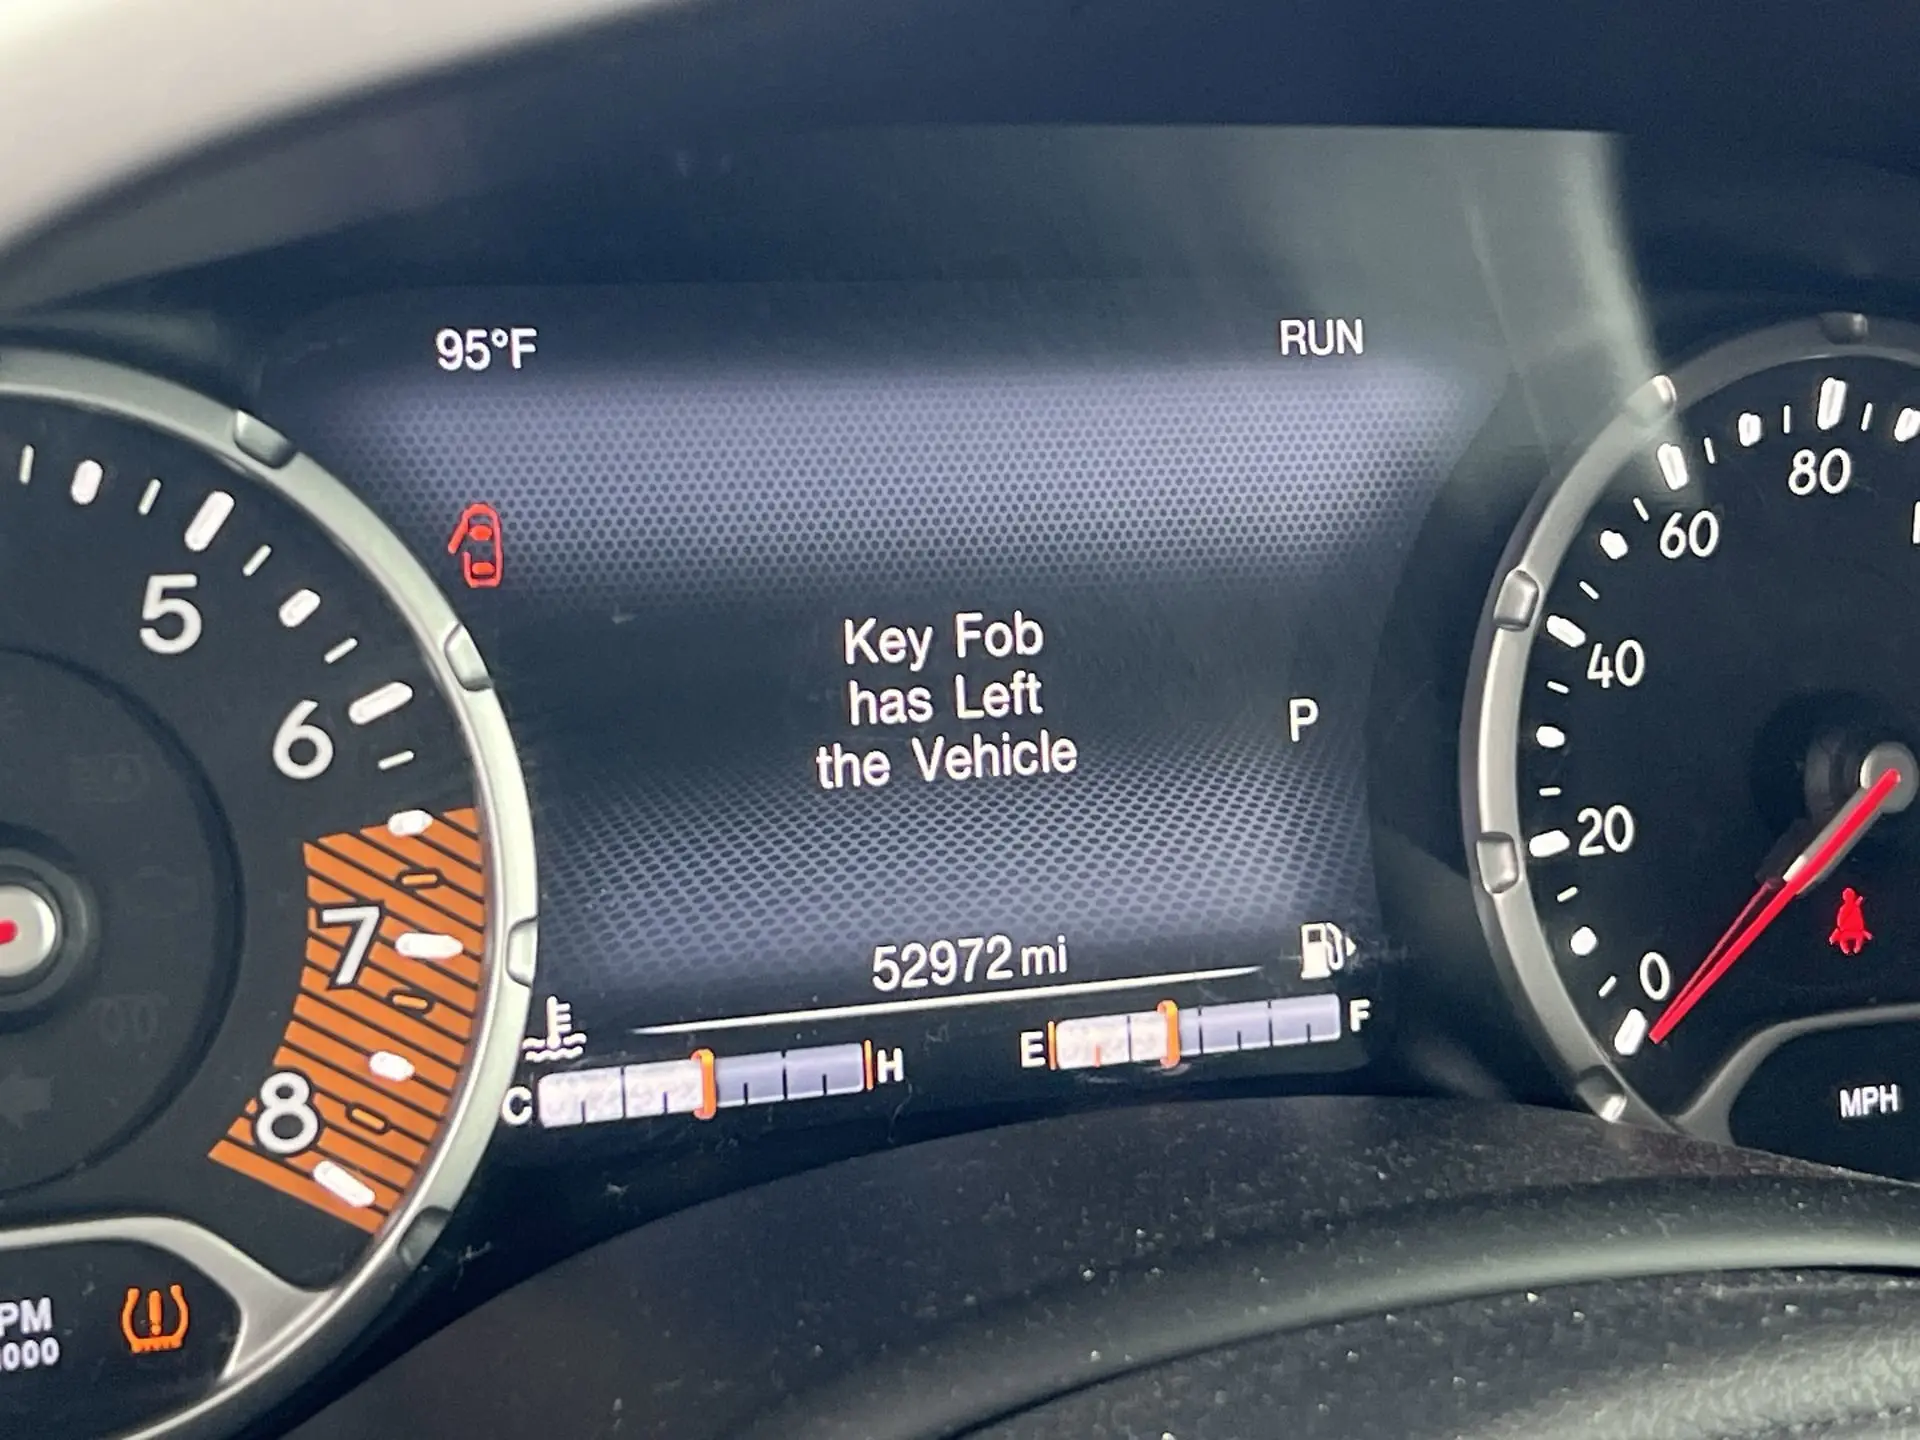 95°F
RUN
5
6
7
8
Key Fob
has Left
the Vehicle
P
52972 mi
C
H
E
F
80
60
40
20
0
MPH
PM
000